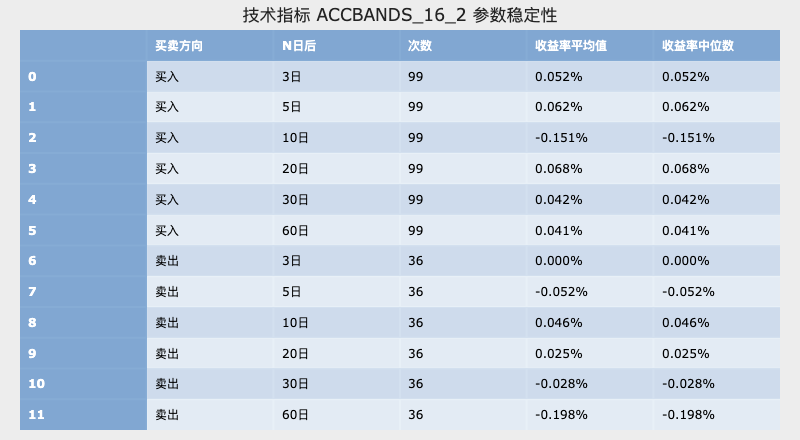 技术指标 ACCBANDS_16_2 参数稳定性
买卖方向 N日后 次数 收益率平均值 收益率中位数
0 买入 3日 99 0.052% 0.052%
1 买入 5日 99 0.062% 0.062%
2 买入 10日 99 -0.151% -0.151%
3 买入 20日 99 0.068% 0.068%
4 买入 30日 99 0.042% 0.042%
5 买入 60日 99 0.041% 0.041%
6 卖出 3日 36 0.000% 0.000%
7 卖出 5日 36 -0.052% -0.052%
8 卖出 10日 36 0.046% 0.046%
9 卖出 20日 36 0.025% 0.025%
10 卖出 30日 36 -0.028% -0.028%
11 卖出 60日 36 -0.198% -0.198%